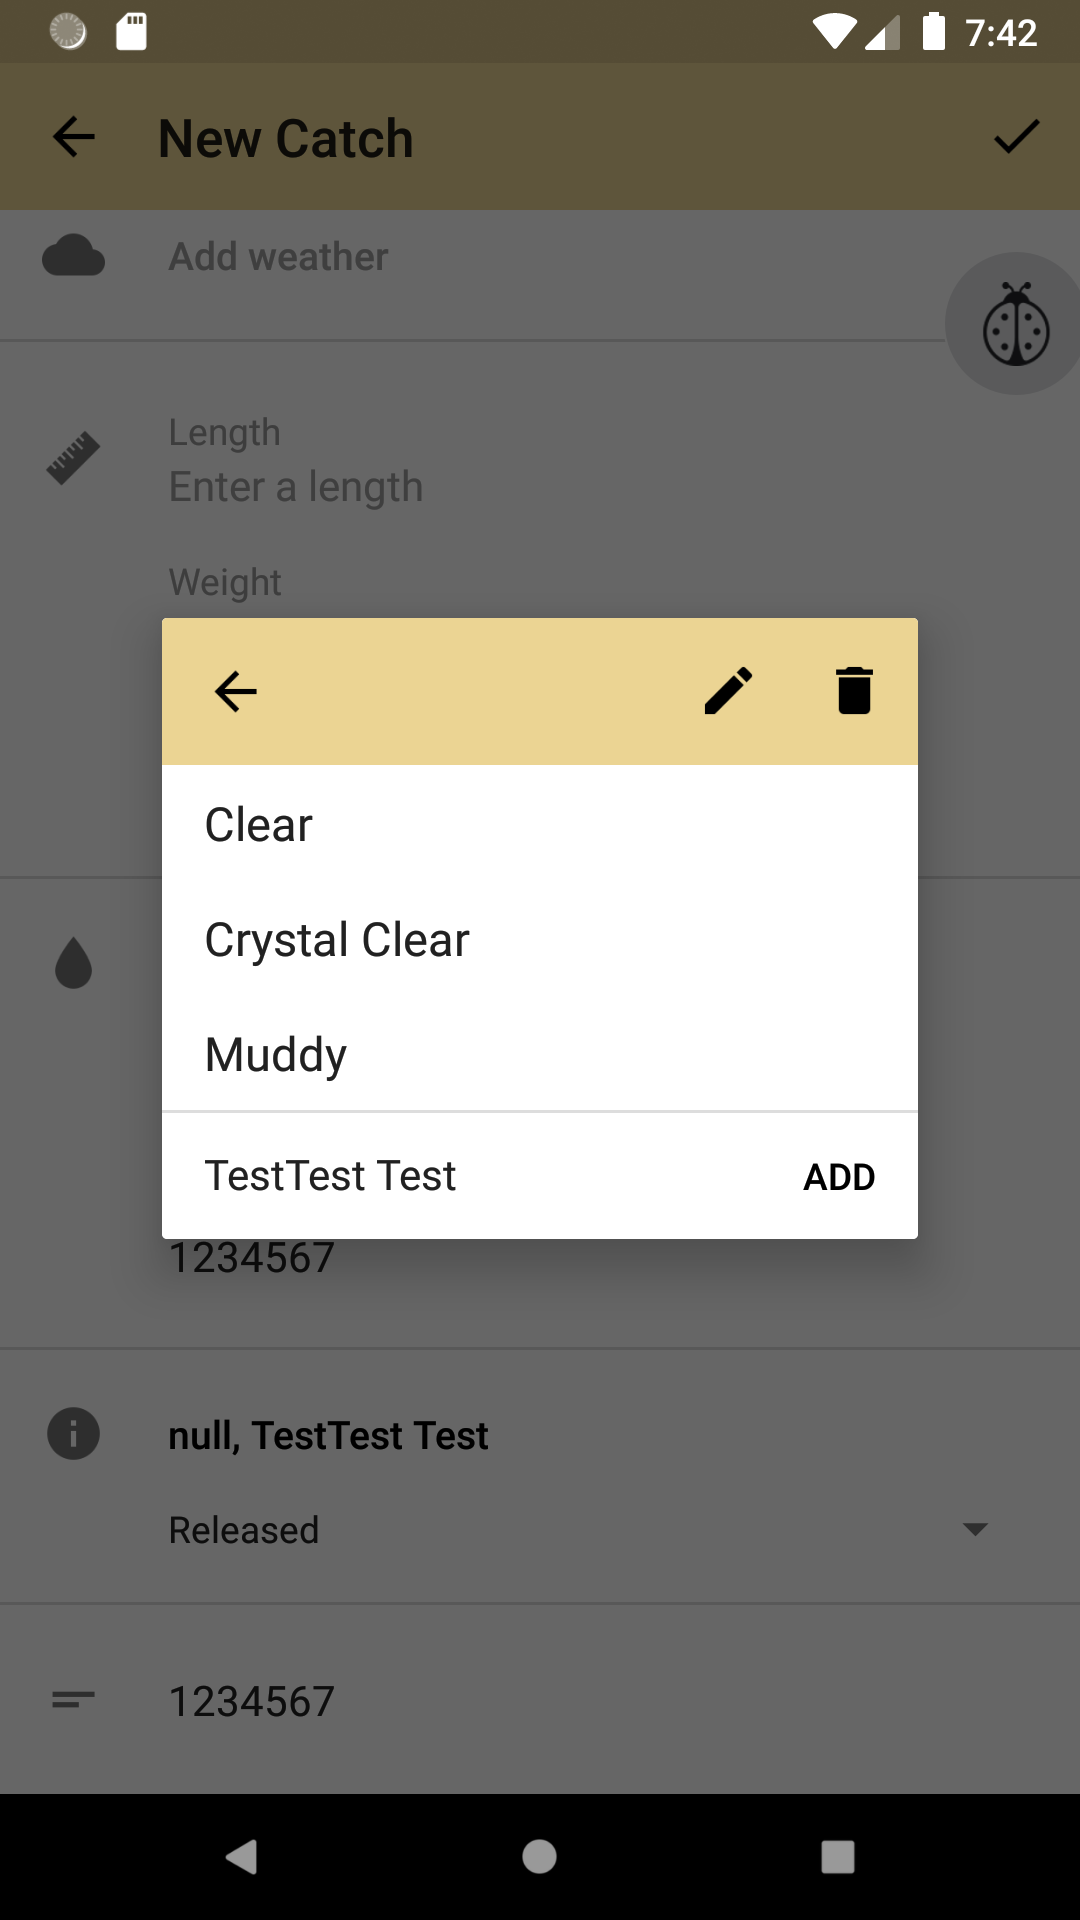 7:42
New Catch
Add weather
Length
Enter a length
Weight
Clear
Crystal Clear
Muddy
TestTest Test
ADD
1234567
null, TestTest Test
Released
1234567